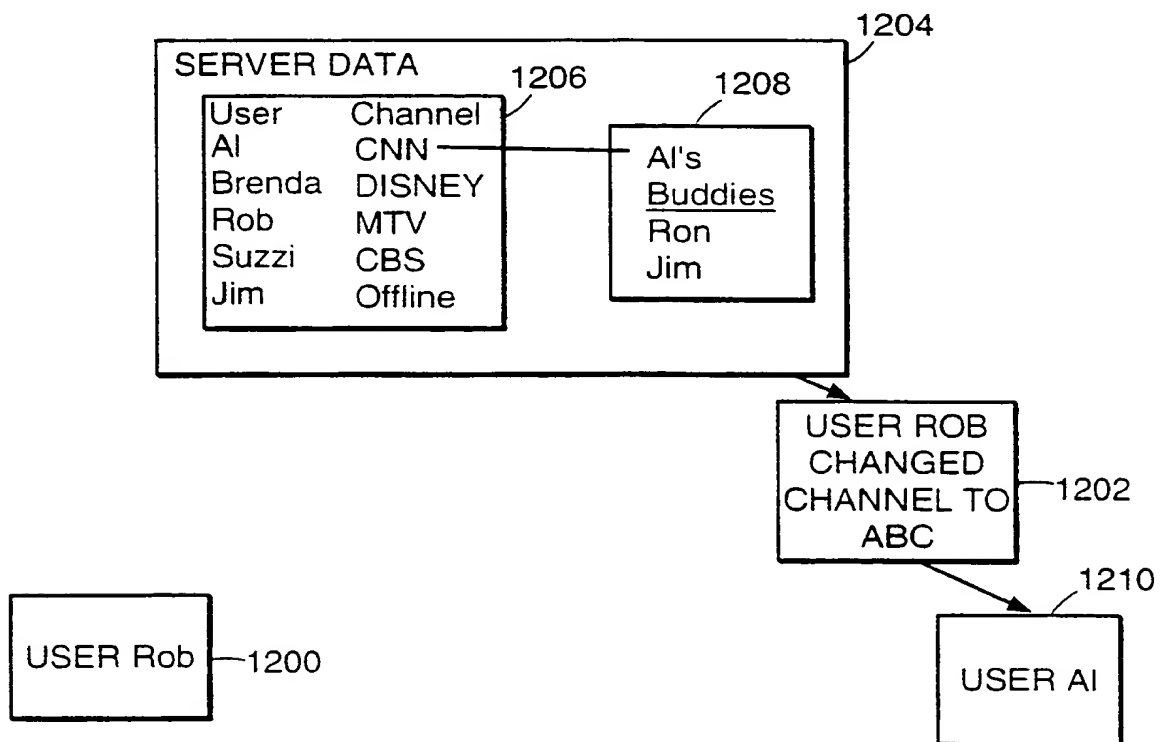 1204
SERVER DATA
1206
1208
User Channel
Al CNN
Brenda DISNEY
Rob MTV
Suzzi CBS
Jim Offline
Al's
Buddies
Ron
Jim
USER ROB
CHANGED
CHANNEL TO
ABC
1202
1210
USER Rob
1200
USER Al